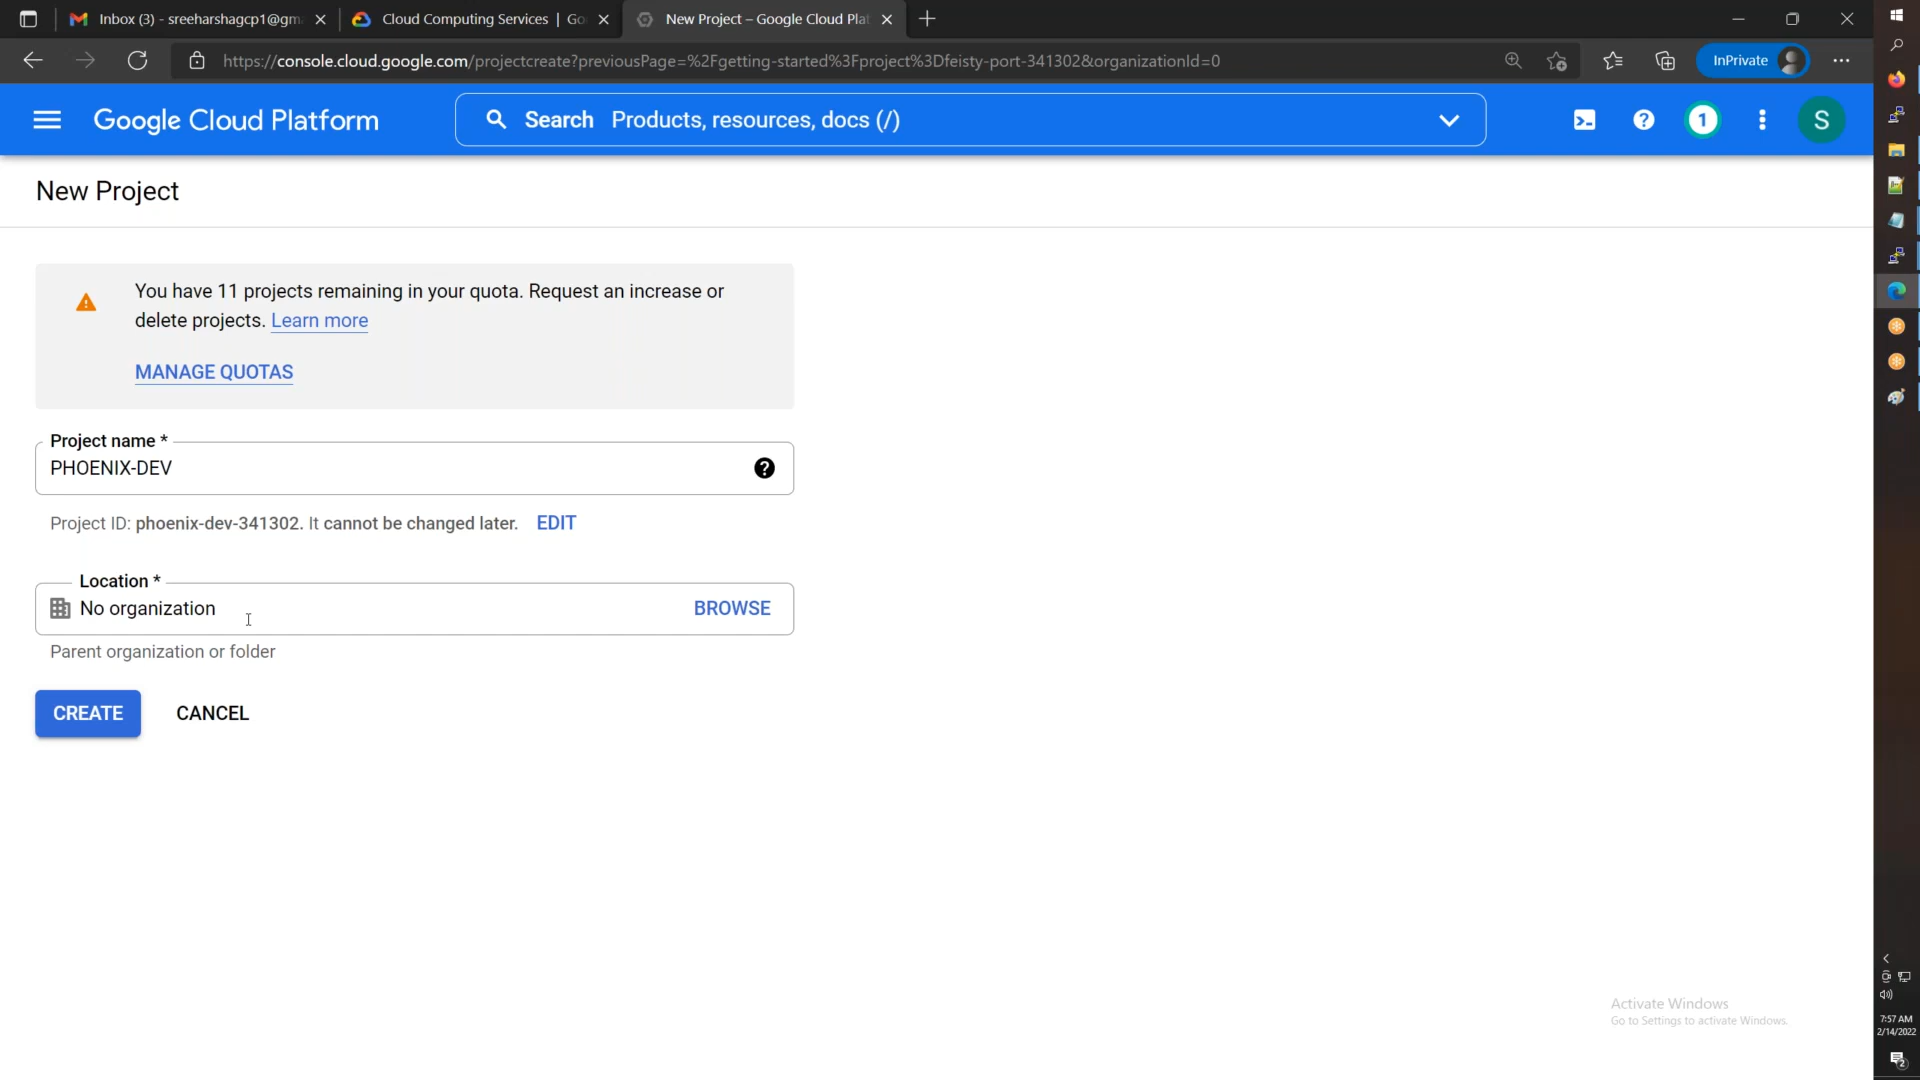 Inbox (3) - sreeharshagcp1@gm
Cloud Computing Services | Go
New Project – Google Cloud Plat
https://console.cloud.google.com/projectcreate?previousPage=%2Fgetting-started%3Fproject%3Dfeisty-port-341302&organizationId=0
InPrivate
Google Cloud Platform
Search Products, resources, docs (/)
1
S
New Project
You have 11 projects remaining in your quota. Request an increase or
delete projects. Learn more
MANAGE QUOTAS
Project name *
PHOENIX-DEV
Project ID: phoenix-dev-341302. It cannot be changed later. EDIT
Location *
No organization
BROWSE
Parent organization or folder
CREATE
CANCEL
Activate Windows
Go to Settings to activate Windows.
7:57 AM
2/14/2022
2